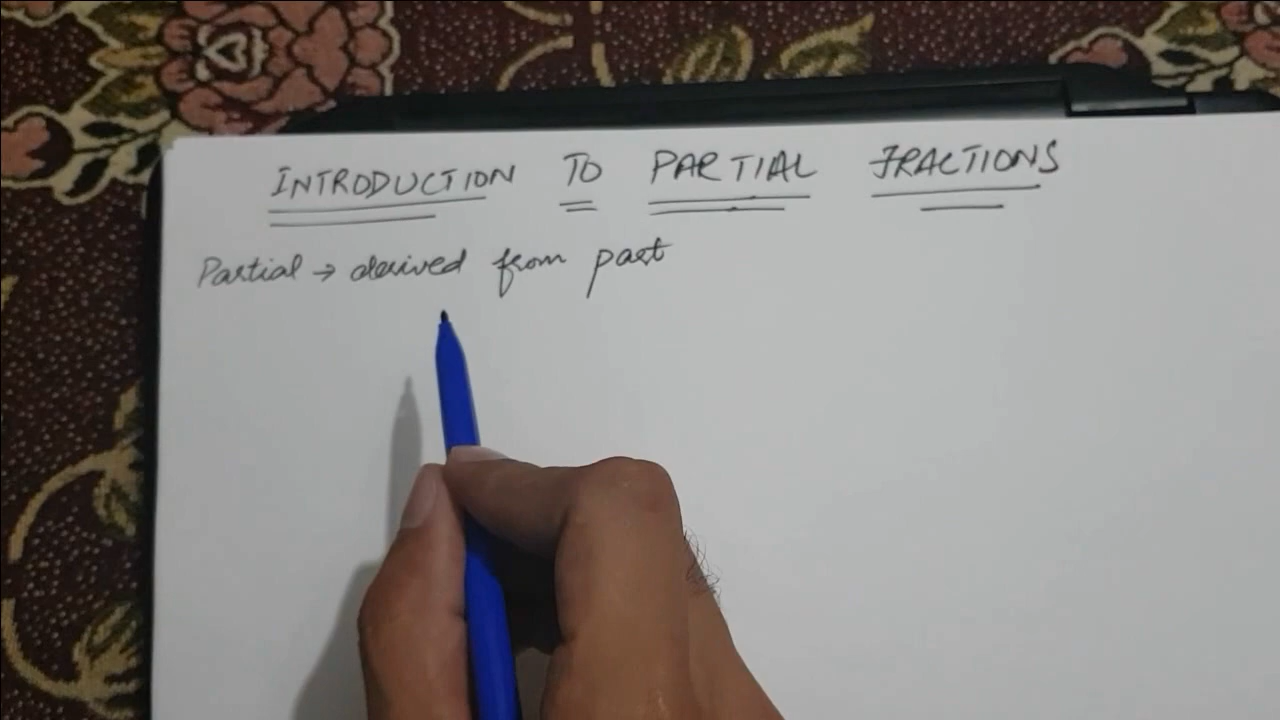 INTRODUCTION TO PARTIAL FRACTIONS
Partial → derived from part